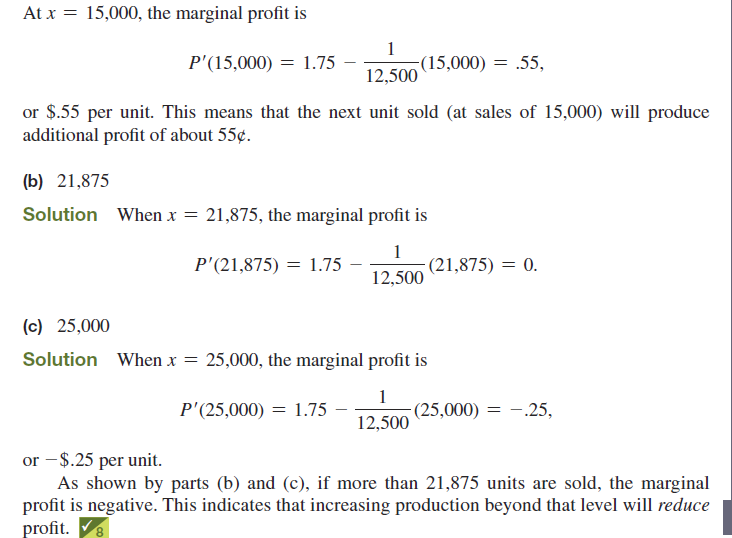 At x = 15,000, the marginal profit is
P′(15,000) = 1.75 − 1/12,500 (15,000) = .55,
or $.55 per unit. This means that the next unit sold (at sales of 15,000) will produce
additional profit of about 55¢.
(b) 21,875
Solution When x = 21,875, the marginal profit is
P′(21,875) = 1.75 − 1/12,500 (21,875) = 0.
(c) 25,000
Solution When x = 25,000, the marginal profit is
P′(25,000) = 1.75 − 1/12,500 (25,000) = −.25,
or −$.25 per unit.
As shown by parts (b) and (c), if more than 21,875 units are sold, the marginal
profit is negative. This indicates that increasing production beyond that level will reduce
profit. ✓8